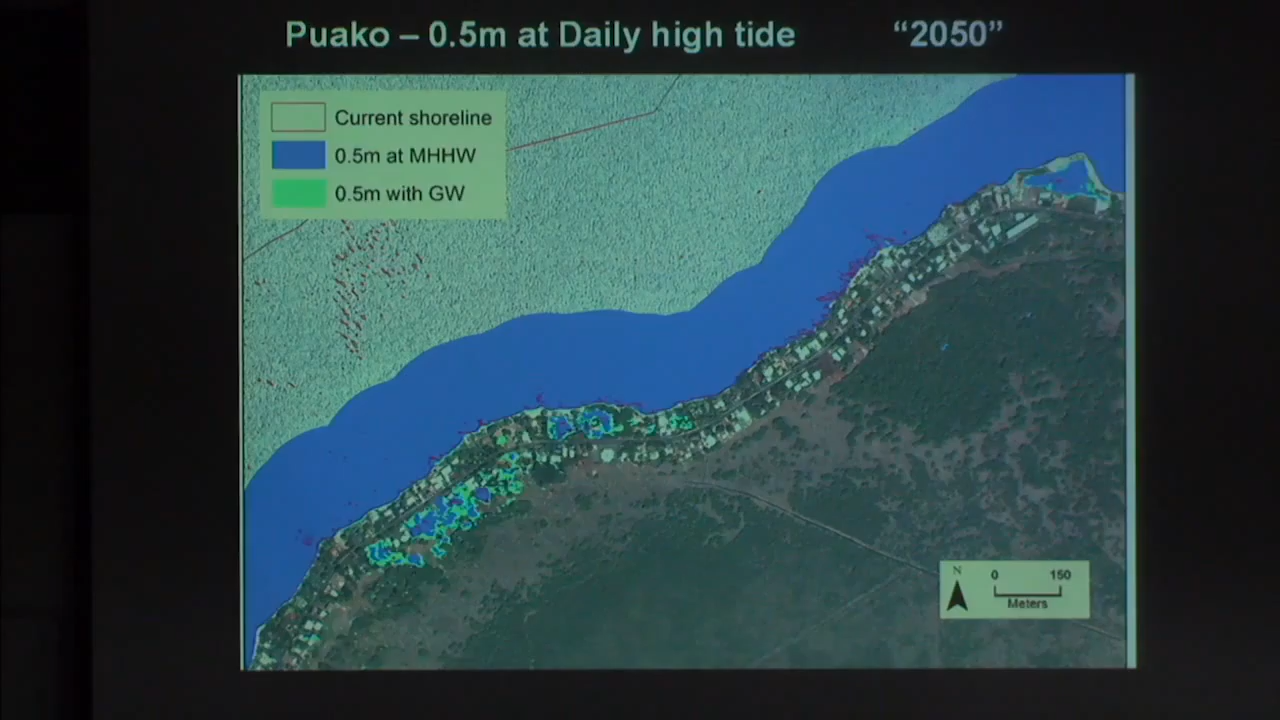 Puako – 0.5m at Daily high tide “2050”
Current shoreline
0.5m at MHHW
0.5m with GW
N
0 150
Meters